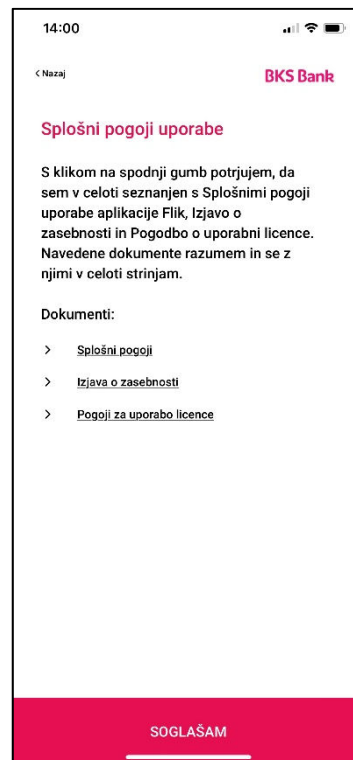 14:00
Nazaj
BKS Bank
Splošni pogoji uporabe
S klikom na spodnji gumb potrjujem, da
sem v celoti seznanjen s Splošnimi pogoji
uporabe aplikacije Flik, Izjavo o
zasebnosti in Pogodbo o uporabni licence.
Navedene dokumente razumem in se z
njimi v celoti strinjam.
Dokumenti:
Splošni pogoji
Izjava o zasebnosti
Pogoji za uporabo licence
SOGLAŠAM